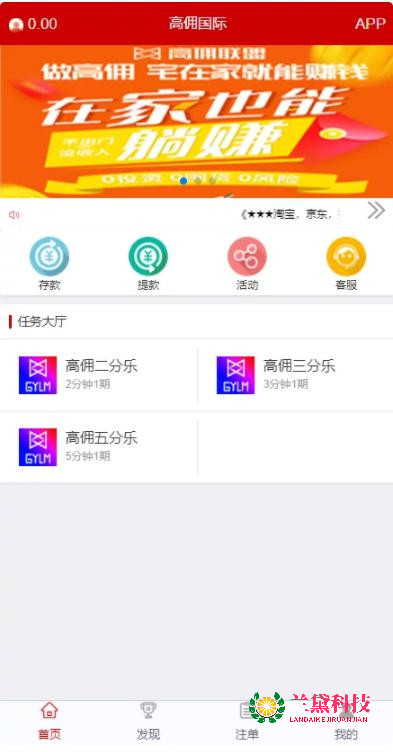 0.00 高佣国际 APP
高佣联盟
做高佣 宅在家就能赚钱
在家也能
不出门
没收入
躺赚
0投资 0囤货 0风险
《★★★淘宝，京东，
存款 提款 活动 客服
任务大厅
高佣二分乐 高佣三分乐
2分钟1期 3分钟1期
GYLM GYLM
高佣五分乐
5分钟1期
GYLM
兰黛科技
LANDAIKEJIRUANJIAN
首页 发现 注单 我的